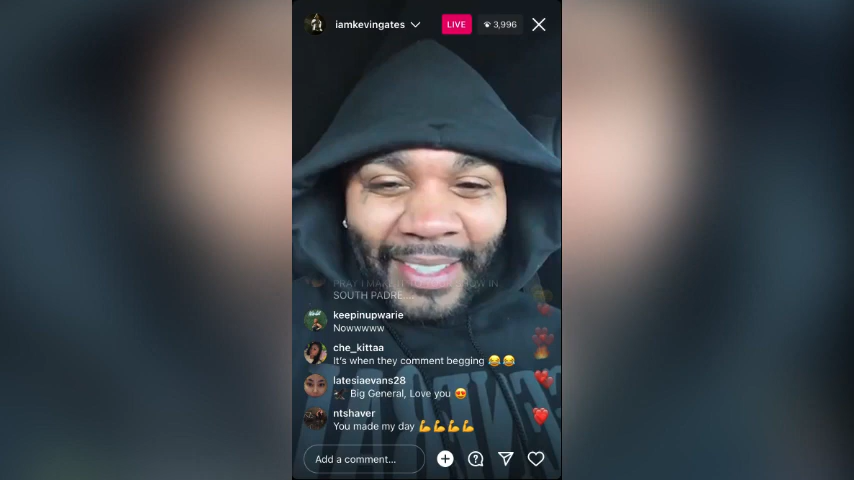 iamkevingates
LIVE
3,996
SOUTH PADRE...
keepinupwarie
Nowwwww
che_kittaa
It's when they comment begging 😂😂
latesiaevans28
🦅 Big General, Love you 😍
ntshaver
You made my day 💪💪💪💪
Add a comment...